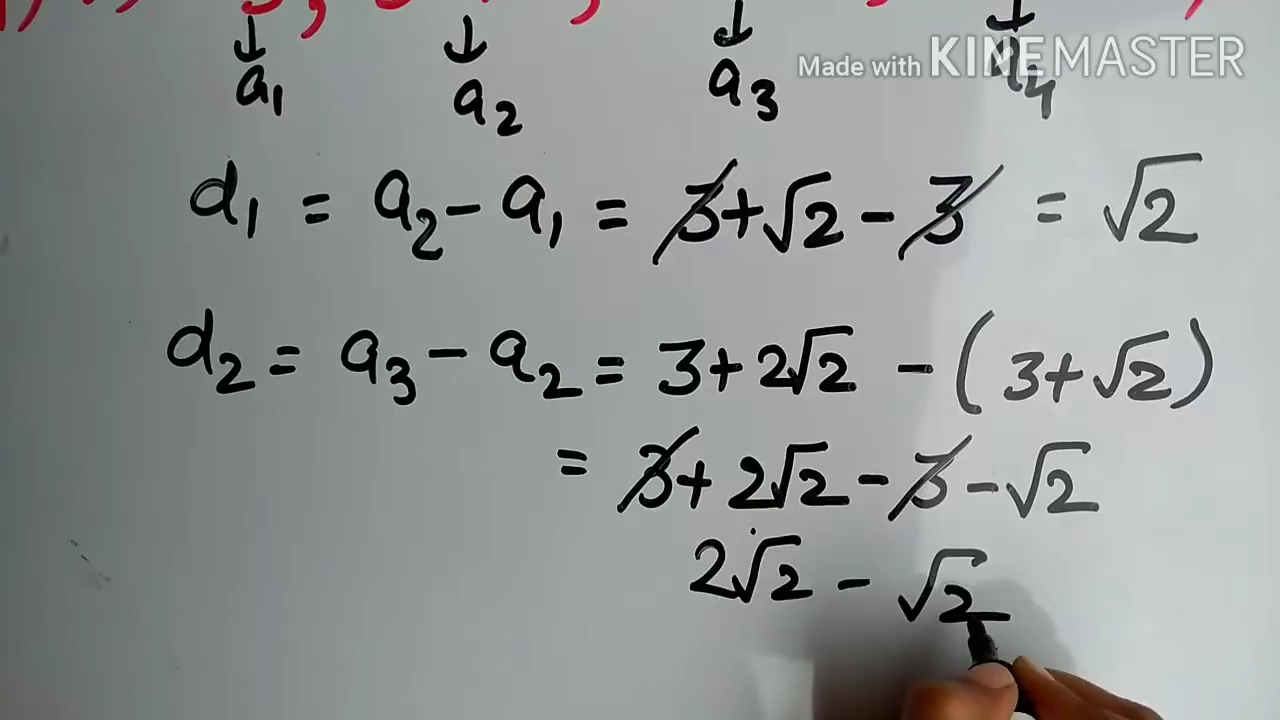 Made with KINEMASTER
↓ ↓ ↓ ↓
a₁ a₂ a₃ a₄
d₁ = a₂ - a₁ = 3 + √2 - 3 = √2
d₂ = a₃ - a₂ = 3 + 2√2 - (3 + √2)
= 3 + 2√2 - 3 - √2
2√2 - √2